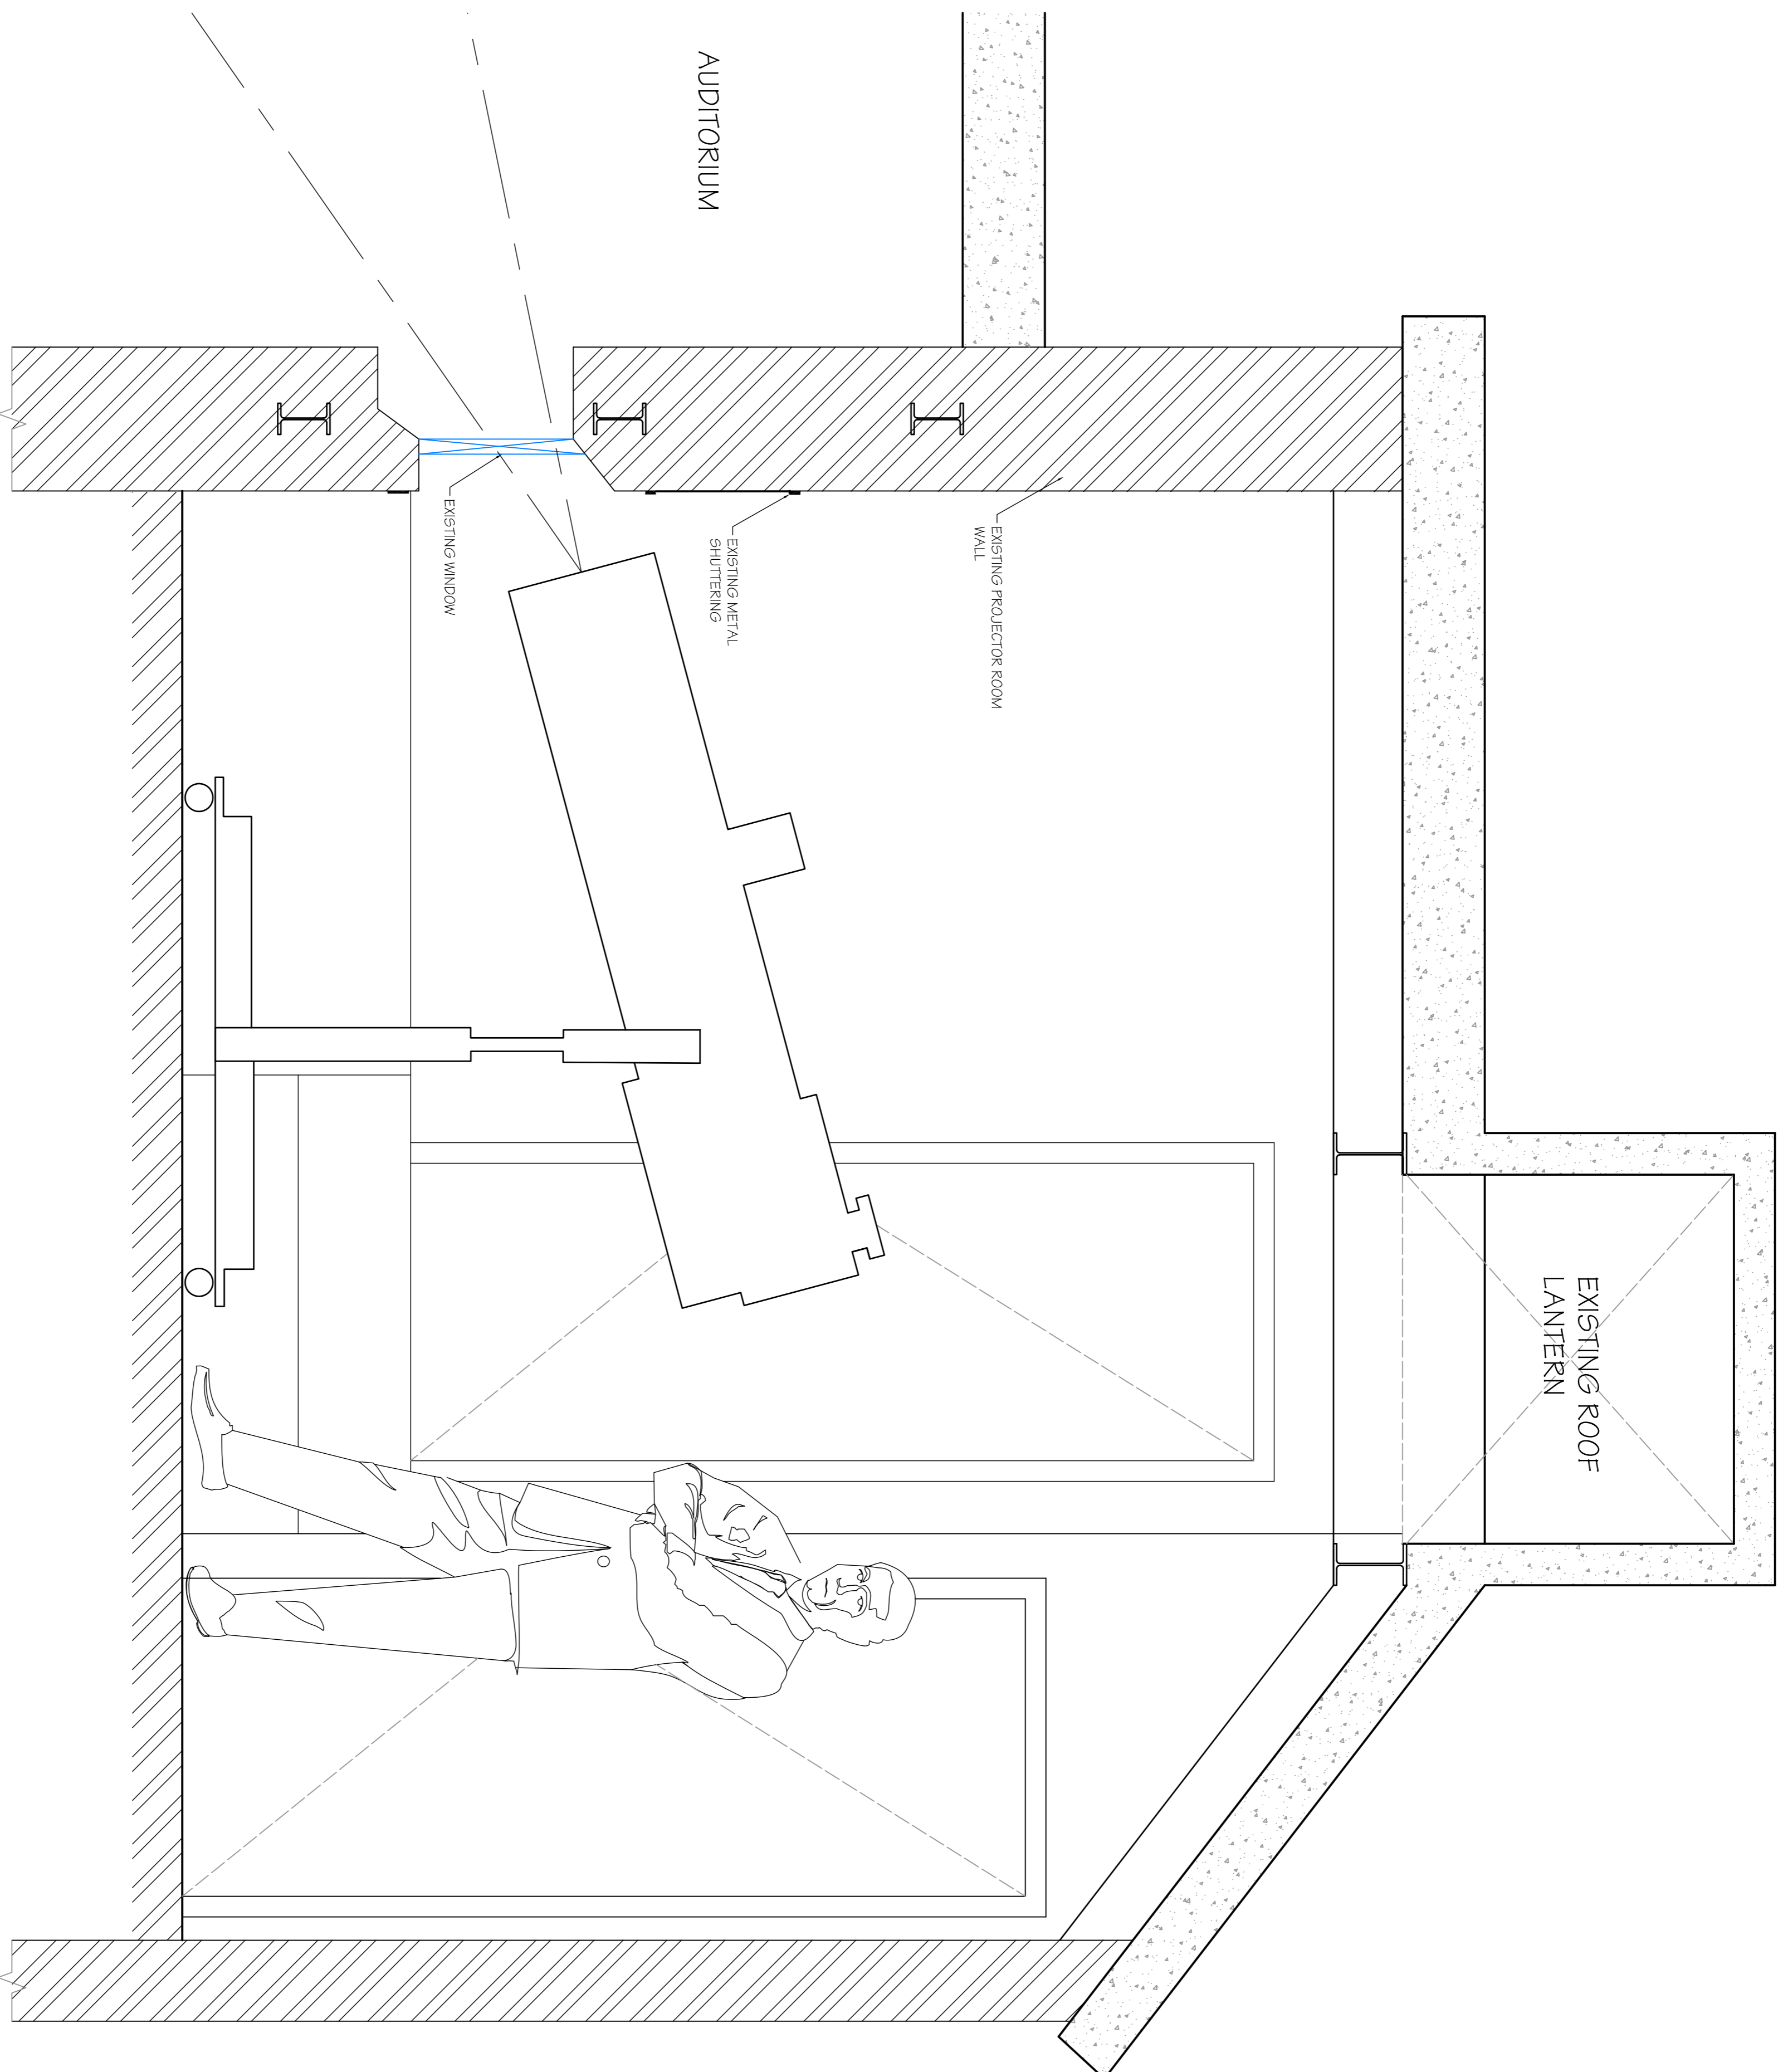 AUDITORIUM
EXISTING ROOF
LANTERN
EXISTING PROJECTOR ROOM
WALL
EXISTING METAL
SHUTTERING
EXISTING WINDOW